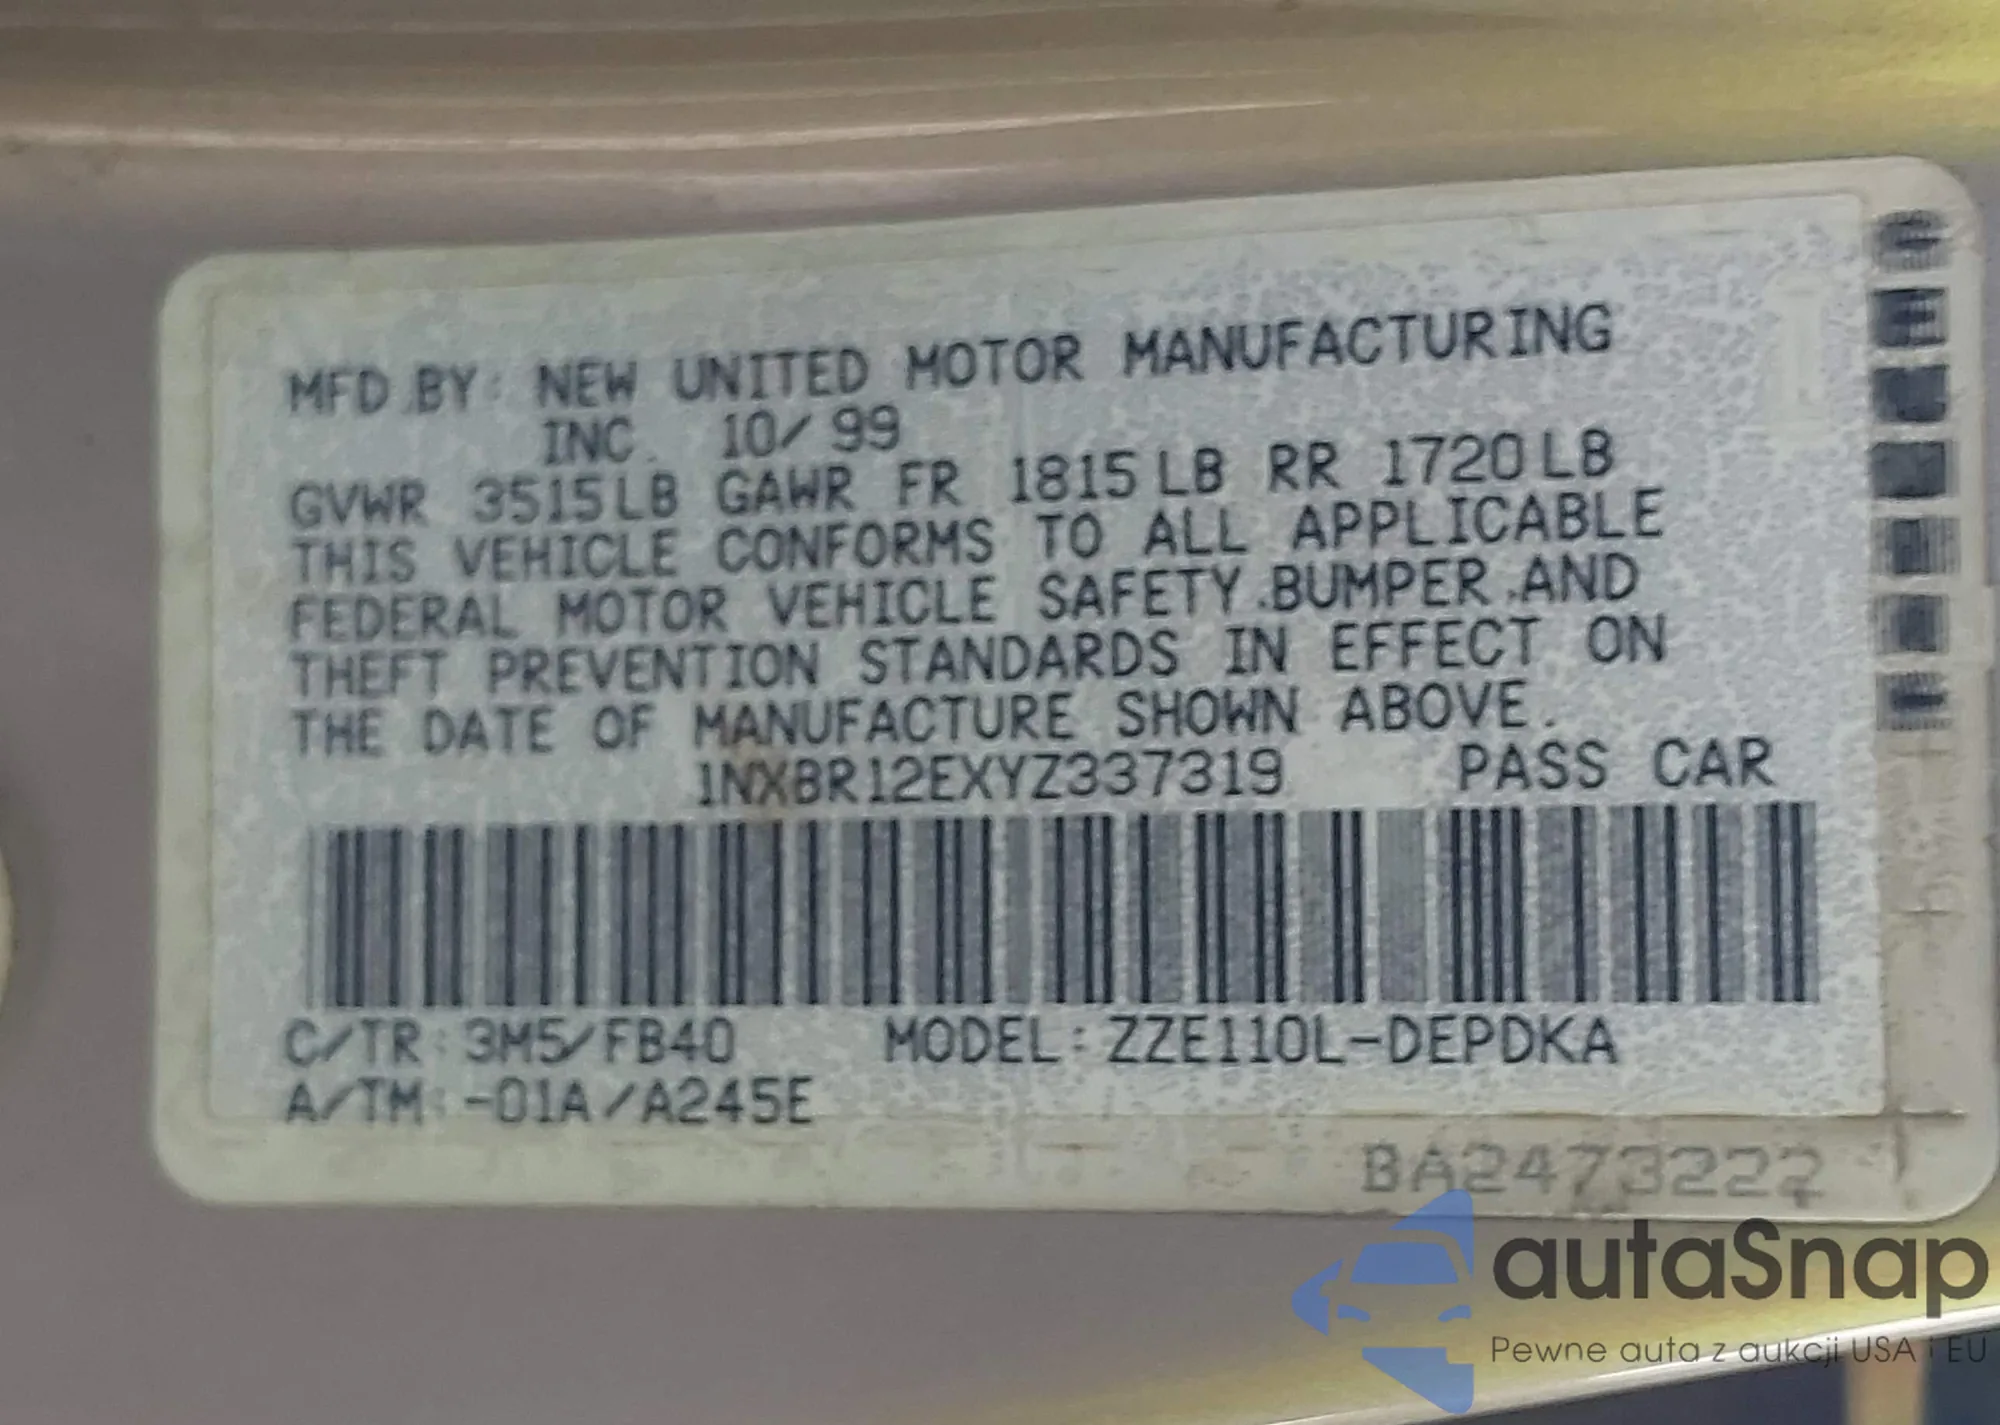 MFD.BY: NEW UNITED MOTOR MANUFACTURING
INC. 10/99
GVWR 3515LB GAWR FR 1815LB RR 1720LB
THIS VEHICLE CONFORMS TO ALL APPLICABLE
FEDERAL MOTOR VEHICLE SAFETY.BUMPER.AND
THEFT PREVENTION STANDARDS IN EFFECT ON
THE DATE OF MANUFACTURE SHOWN ABOVE.
1NXBR12EXYZ337319 PASS CAR
C/TR: 3M5/FB40 MODEL: ZZE110L-DEPDKA
A/TM: -01A/A245E
BA2473222
autaSnap
Pewne auta z aukcji USA i EU